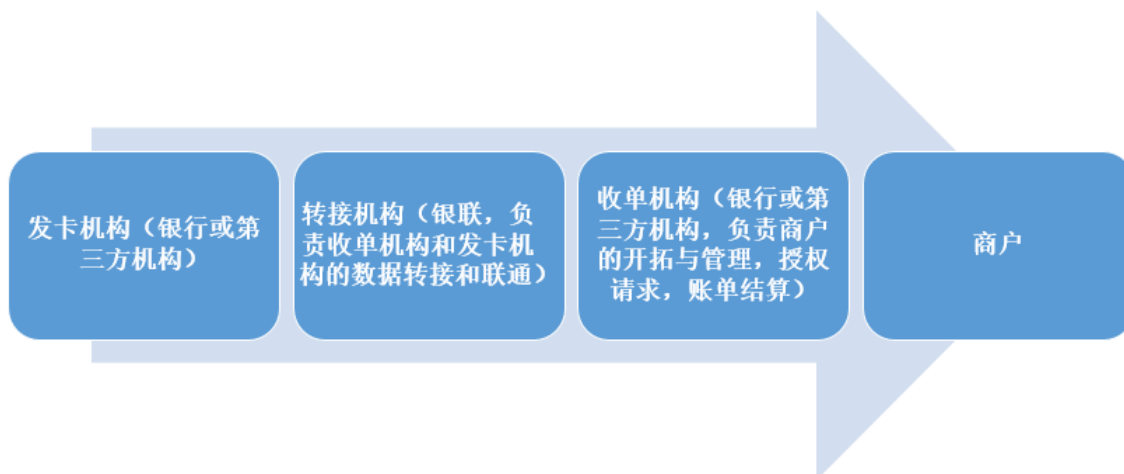 发卡机构（银行或第
三方机构）
转接机构（银联，负
责收单机构和发卡机
构的数据转接和联通）
收单机构（银行或第
三方机构，负责商户
的开拓与管理，授权
请求，账单结算）
商户